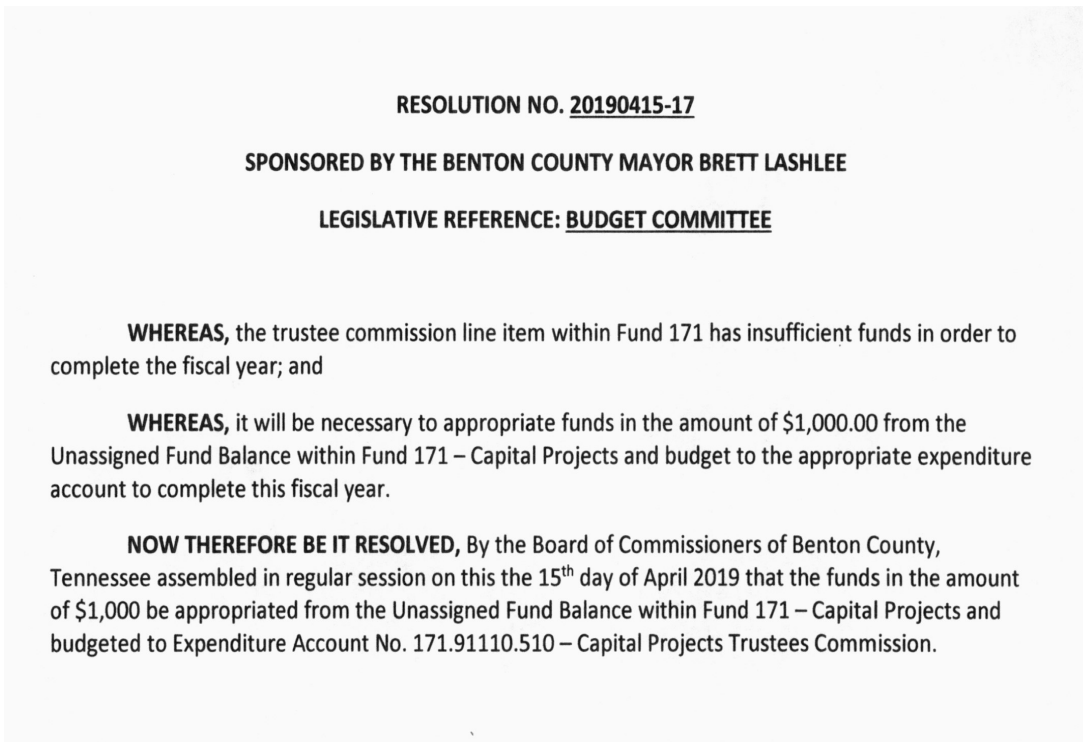 RESOLUTION NO. 20190415-17
SPONSORED BY THE BENTON COUNTY MAYOR BRETT LASHLEE
LEGISLATIVE REFERENCE: BUDGET COMMITTEE
WHEREAS, the trustee commission line item within Fund 171 has insufficient funds in order to
complete the fiscal year; and
WHEREAS, it will be necessary to appropriate funds in the amount of $1,000.00 from the
Unassigned Fund Balance within Fund 171 – Capital Projects and budget to the appropriate expenditure
account to complete this fiscal year.
NOW THEREFORE BE IT RESOLVED, By the Board of Commissioners of Benton County,
Tennessee assembled in regular session on this the 15th day of April 2019 that the funds in the amount
of $1,000 be appropriated from the Unassigned Fund Balance within Fund 171 – Capital Projects and
budgeted to Expenditure Account No. 171.91110.510 – Capital Projects Trustees Commission.